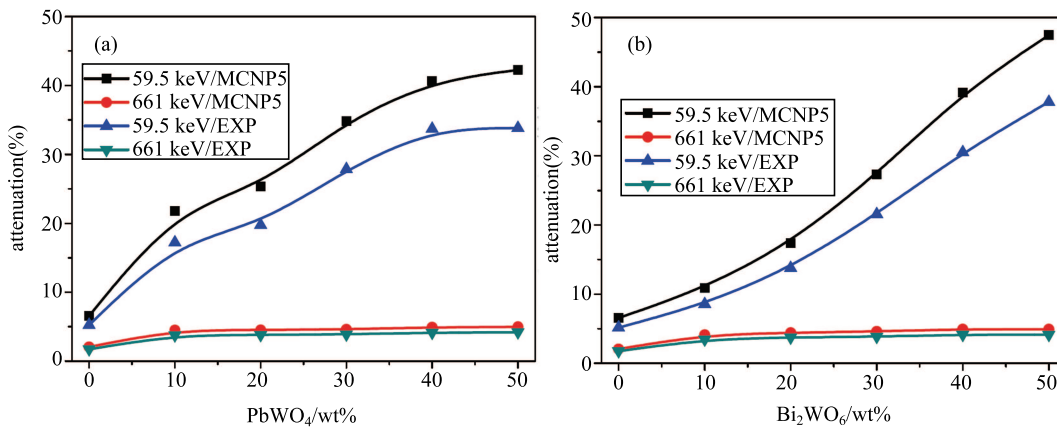 50
40
30
20
10
0
attenuation(%)
(a)
59.5 keV/MCNP5
661 keV/MCNP5
59.5 keV/EXP
661 keV/EXP
0 10 20 30 40 50
PbWO₄/wt%
50
40
30
20
10
0
attenuation(%)
(b)
59.5 keV/MCNP5
661 keV/MCNP5
59.5 keV/EXP
661 keV/EXP
0 10 20 30 40 50
Bi₂WO₆/wt%